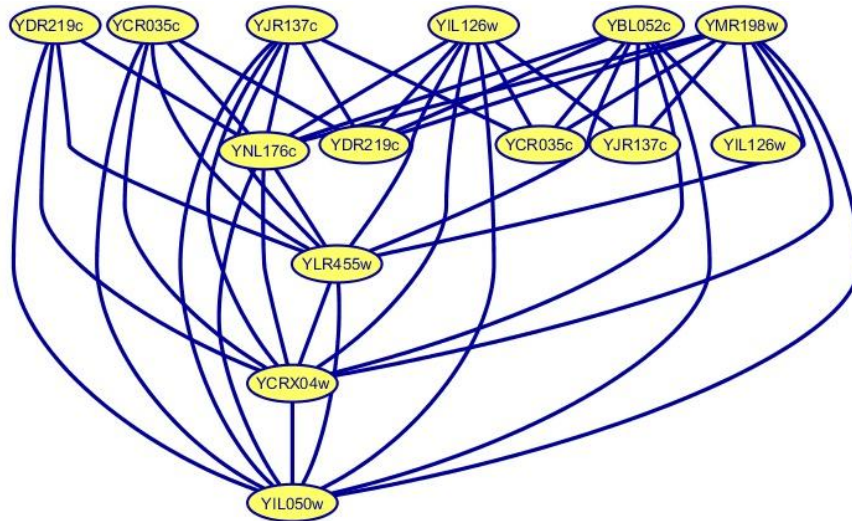 YDR219c YCR035c YJR137c YIL126w YBL052c YMR198w
YNL176c YDR219c YCR035c YJR137c YIL126w
YLR455w
YCRX04w
YIL050w